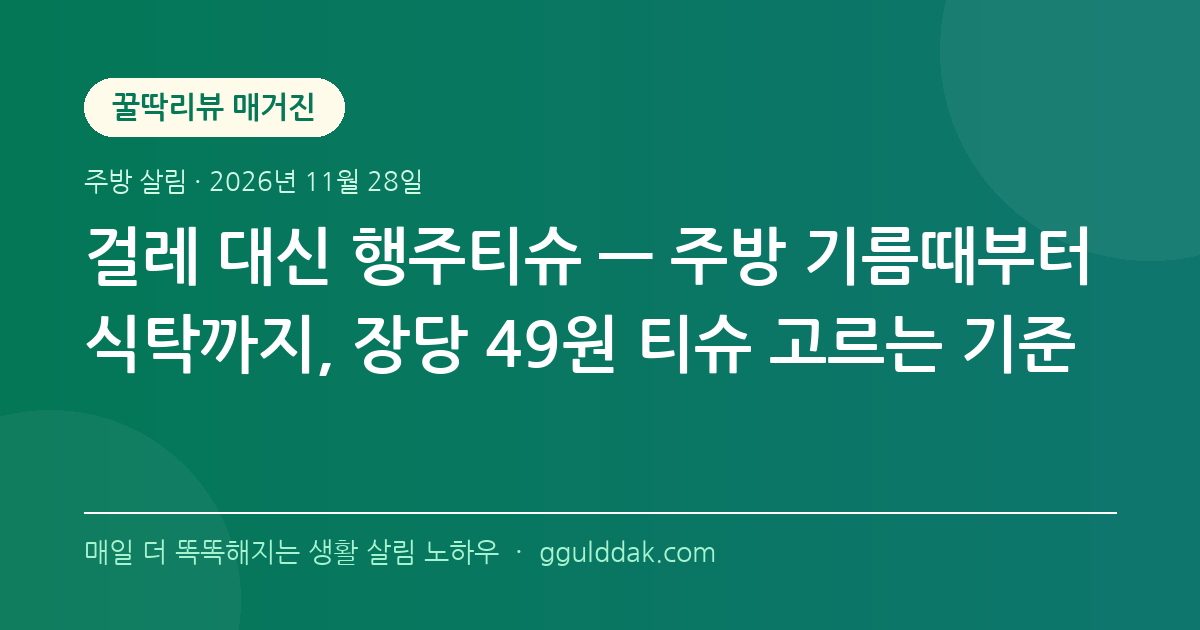 꿀딱리뷰 매거진
주방 살림 · 2026년 11월 28일
걸레 대신 행주티슈 — 주방 기름때부터
식탁까지, 장당 49원 티슈 고르는 기준
매일 더 똑똑해지는 생활 살림 노하우 · ggulddak.com